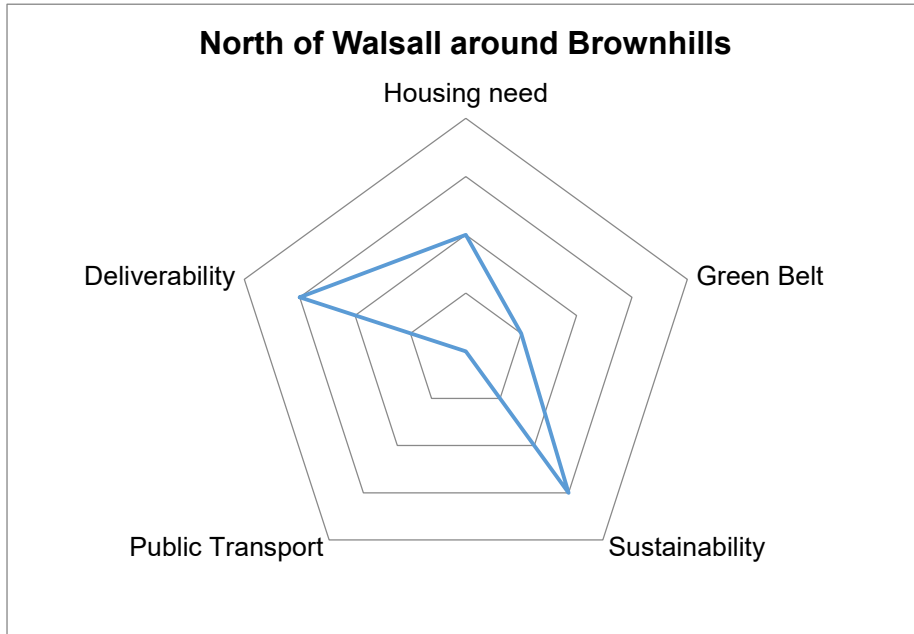 North of Walsall around Brownhills
Housing need
Deliverability
Green Belt
Public Transport
Sustainability